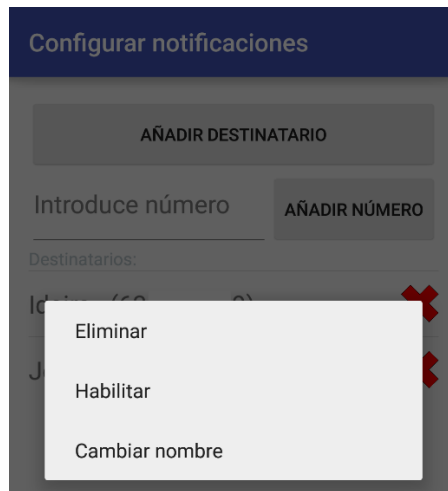 Configurar notificaciones
AÑADIR DESTINATARIO
Introduce número
AÑADIR NÚMERO
Destinatarios:
Eliminar
Habilitar
Cambiar nombre